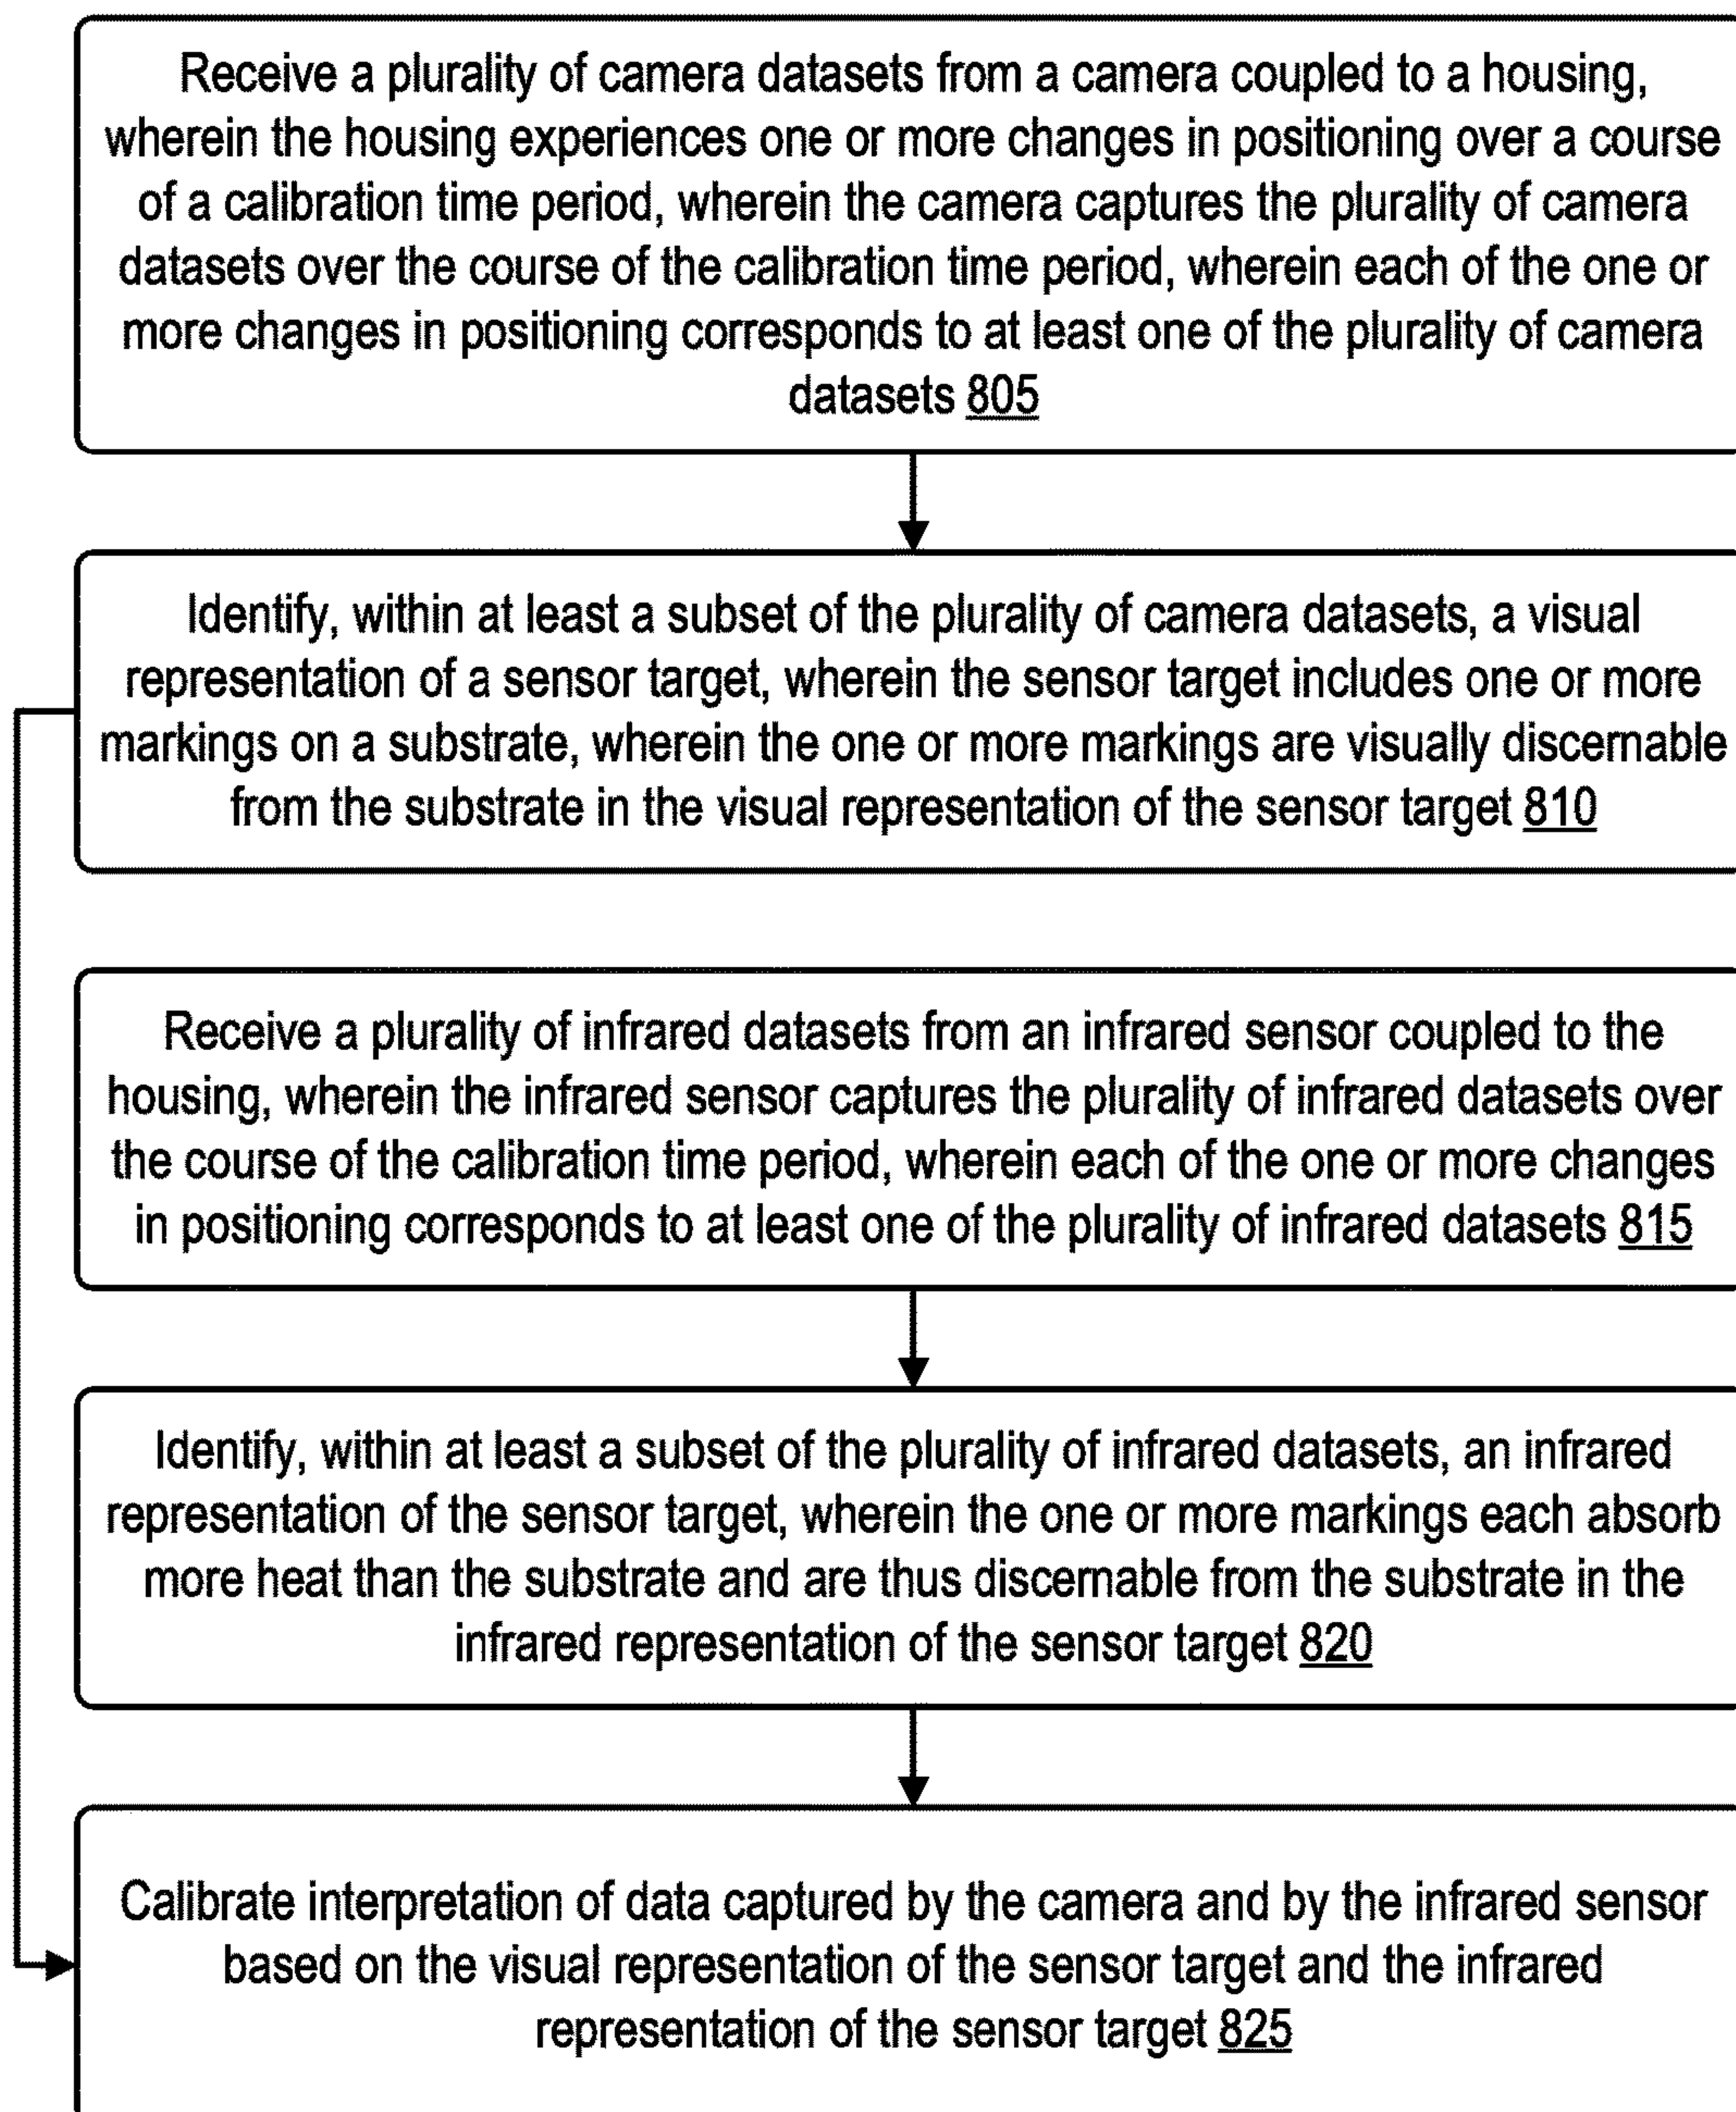 Receive a plurality of camera datasets from a camera coupled to a housing,
wherein the housing experiences one or more changes in positioning over a course
of a calibration time period, wherein the camera captures the plurality of camera
datasets over the course of the calibration time period, wherein each of the one or
more changes in positioning corresponds to at least one of the plurality of camera
datasets 805
Identify, within at least a subset of the plurality of camera datasets, a visual
representation of a sensor target, wherein the sensor target includes one or more
markings on a substrate, wherein the one or more markings are visually discernable
from the substrate in the visual representation of the sensor target 810
Receive a plurality of infrared datasets from an infrared sensor coupled to the
housing, wherein the infrared sensor captures the plurality of infrared datasets over
the course of the calibration time period, wherein each of the one or more changes
in positioning corresponds to at least one of the plurality of infrared datasets 815
Identify, within at least a subset of the plurality of infrared datasets, an infrared
representation of the sensor target, wherein the one or more markings each absorb
more heat than the substrate and are thus discernable from the substrate in the
infrared representation of the sensor target 820
Calibrate interpretation of data captured by the camera and by the infrared sensor
based on the visual representation of the sensor target and the infrared
representation of the sensor target 825